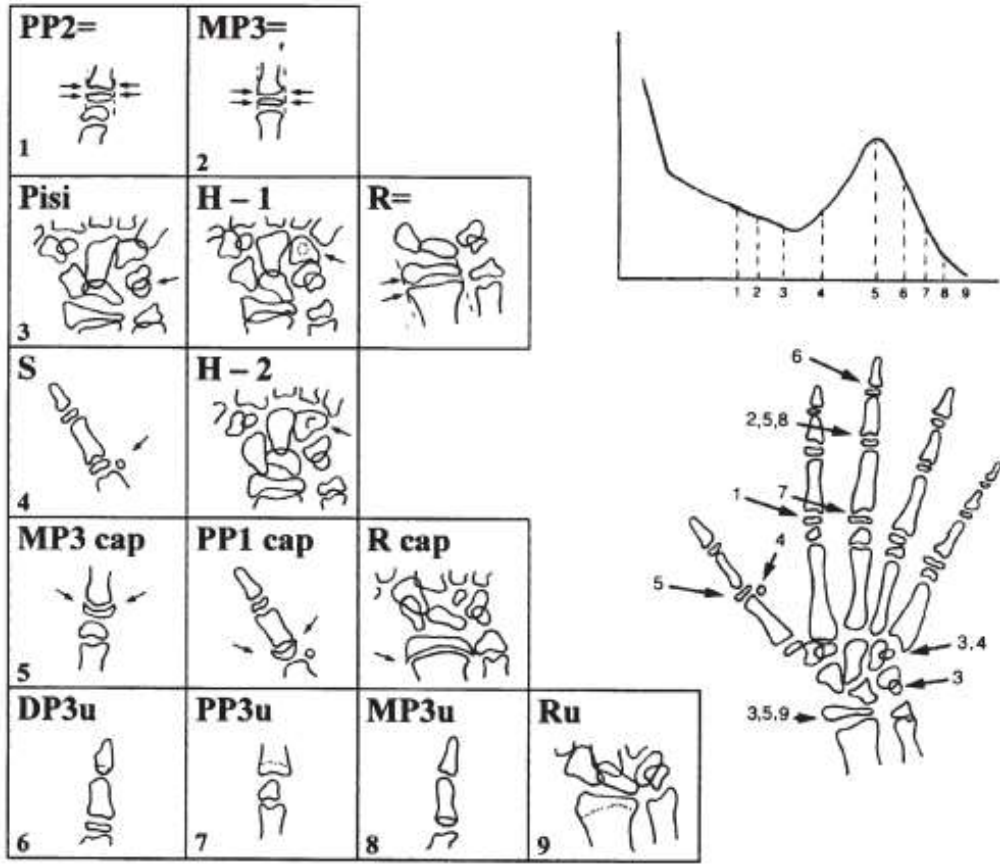 PP2=
MP3=
1
2
Pisi
H – 1
R=
3
S
H – 2
4
MP3 cap
PP1 cap
R cap
5
DP3u
PP3u
MP3u
Ru
6
7
8
9
1 2 3 4 5 6 7 8 9
6
2,5,8
1
7
4
5
3,4
3
3,5,9